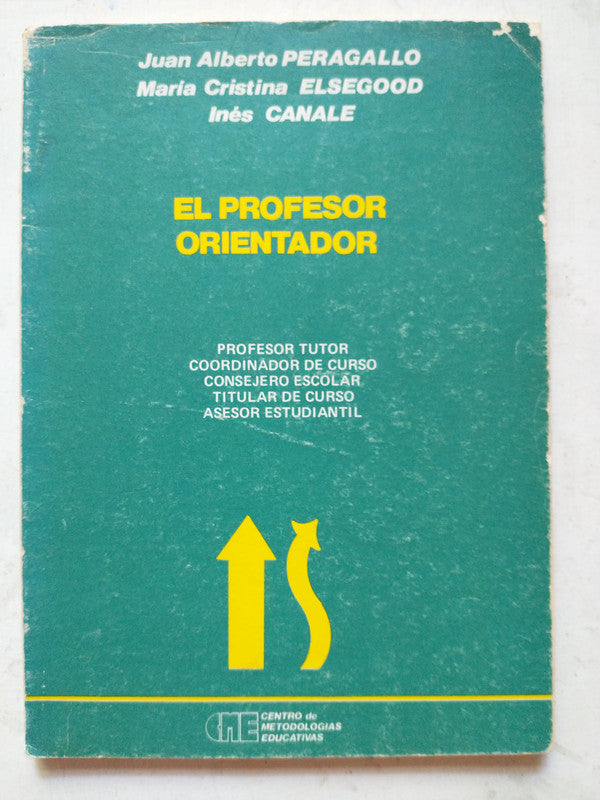 Juan Alberto PERAGALLO
María Cristina ELSEGOOD
Inés CANALE
EL PROFESOR
ORIENTADOR
PROFESOR TUTOR
COORDINADOR DE CURSO
CONSEJERO ESCOLAR
TITULAR DE CURSO
ASESOR ESTUDIANTIL
CME
CENTRO de
METODOLOGIAS
EDUCATIVAS